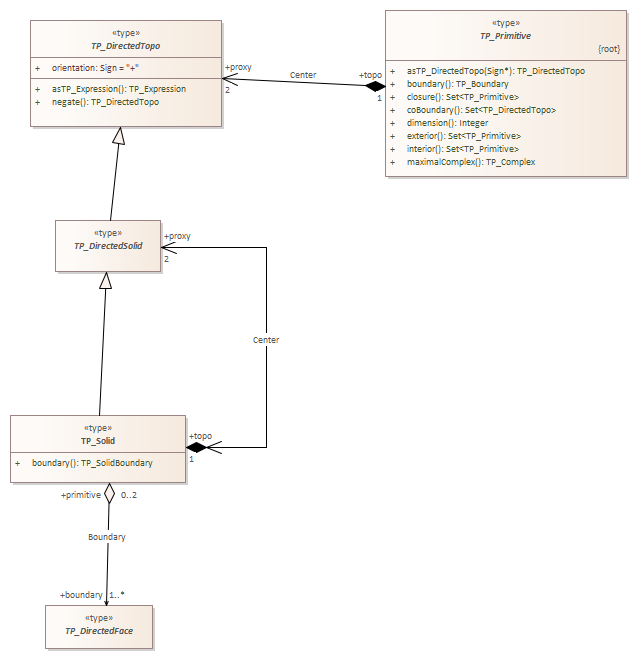 «type»
TP_DirectedTopo
+ orientation: Sign = "+"
+ asTP_Expression(): TP_Expression
+ negate(): TP_DirectedTopo
«type»
TP_Primitive
{root}
+ asTP_DirectedTopo(Sign*): TP_DirectedTopo
+ boundary(): TP_Boundary
+ closure(): Set<TP_Primitive>
+ coBoundary(): Set<TP_DirectedTopo>
+ dimension(): Integer
+ exterior(): Set<TP_Primitive>
+ interior(): Set<TP_Primitive>
+ maximalComplex(): TP_Complex
+proxy
2
Center
+topo
1
«type»
TP_DirectedSolid
+proxy
2
Center
«type»
TP_Solid
+ boundary(): TP_SolidBoundary
+topo
1
+primitive 0..2
Boundary
+boundary 1..*
«type»
TP_DirectedFace